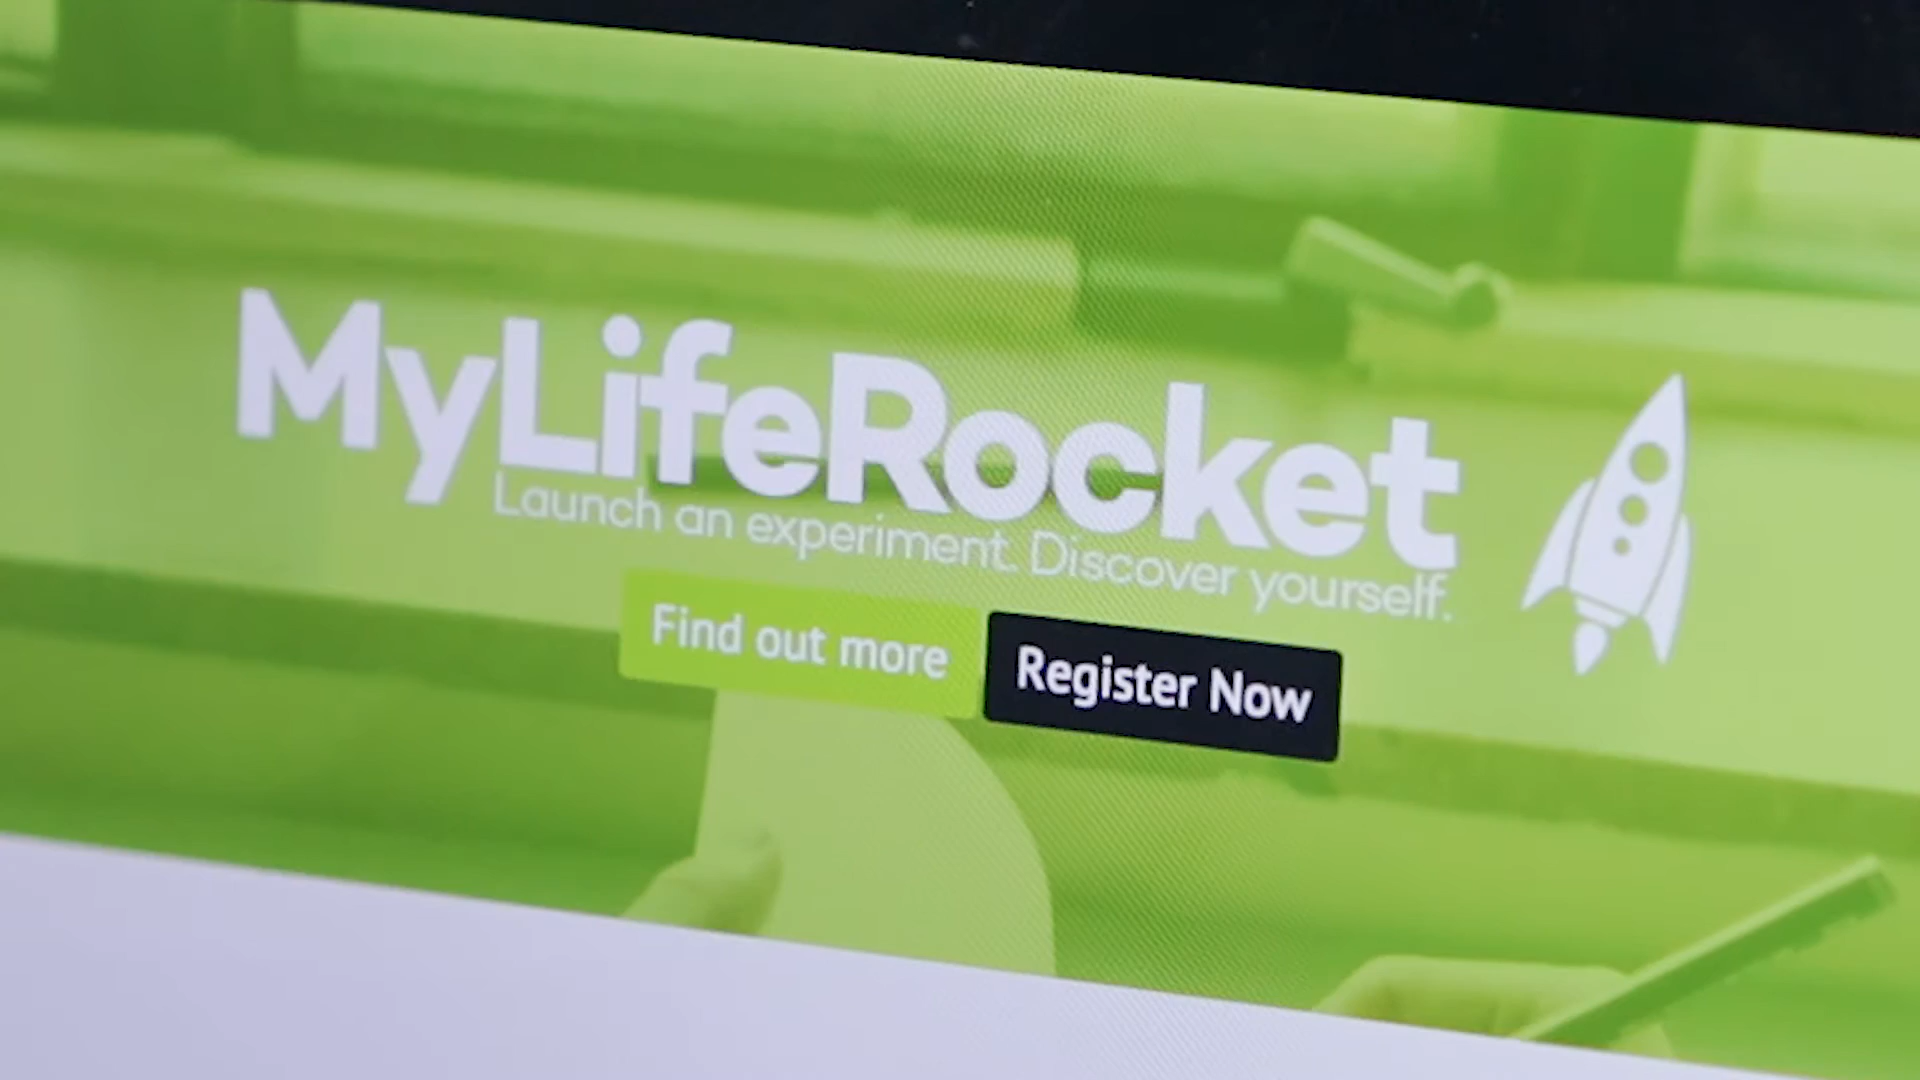 MyLifeRocket
Launch an experiment. Discover yourself.
Find out more
Register Now